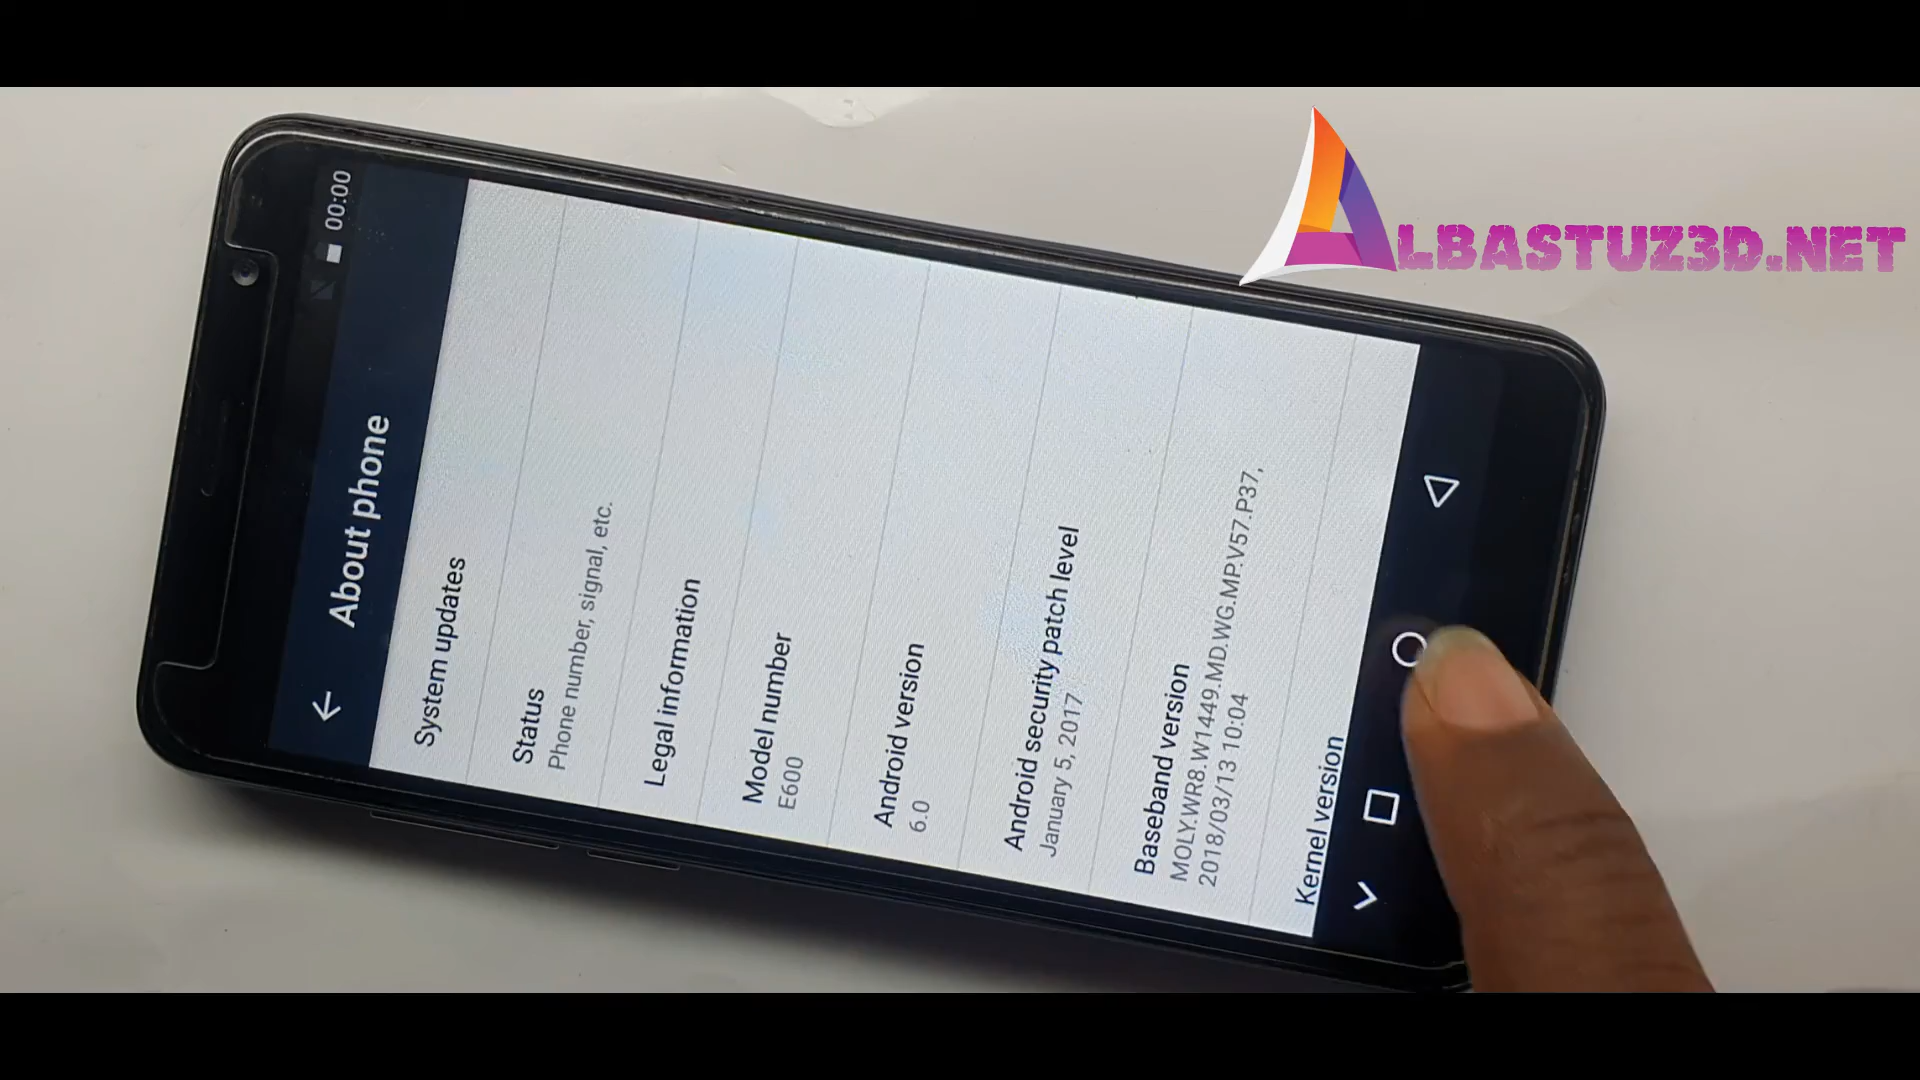 00:00
About phone
System updates
Status
Phone number, signal, etc.
Legal information
Model number
E600
Android version
6.0
Android security patch level
January 5, 2017
Baseband version
MOLY.WR8.W1449.MD.WG.MP.V57.P37,
2018/03/13 10:04
Kernel version
ALBASTUZ3D.NET